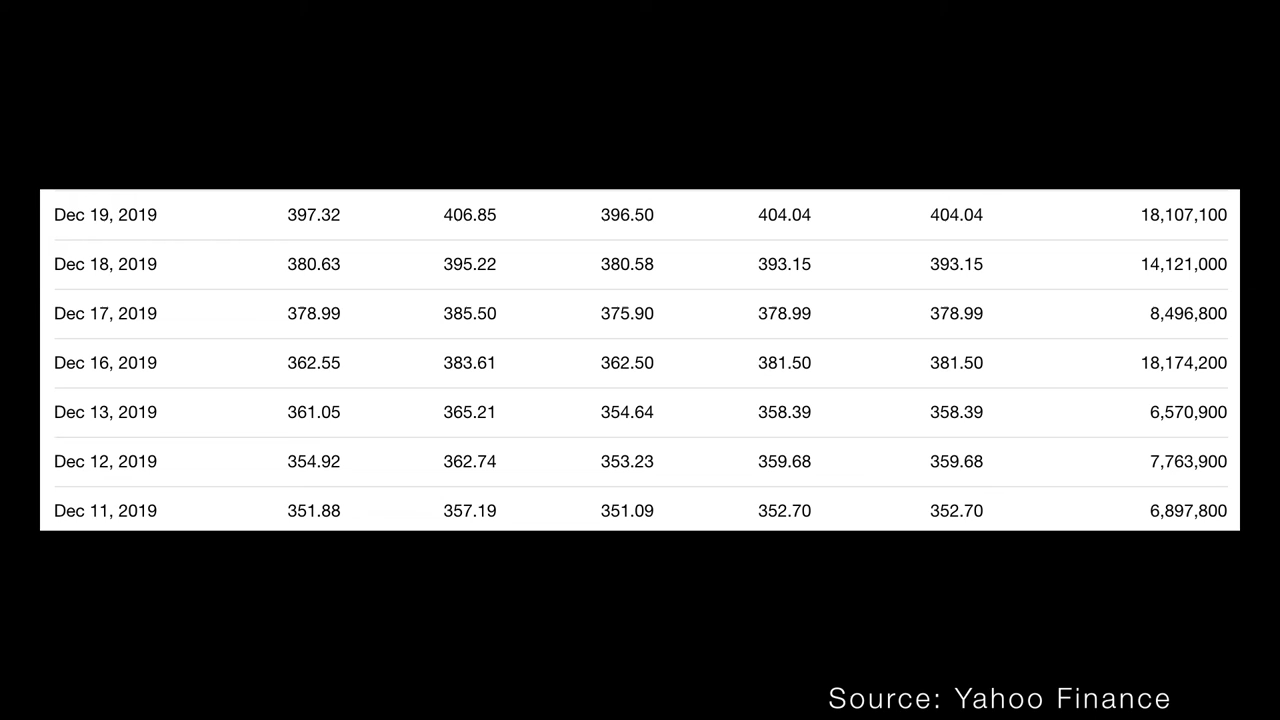 Dec 19, 2019 397.32 406.85 396.50 404.04 404.04 18,107,100
Dec 18, 2019 380.63 395.22 380.58 393.15 393.15 14,121,000
Dec 17, 2019 378.99 385.50 375.90 378.99 378.99 8,496,800
Dec 16, 2019 362.55 383.61 362.50 381.50 381.50 18,174,200
Dec 13, 2019 361.05 365.21 354.64 358.39 358.39 6,570,900
Dec 12, 2019 354.92 362.74 353.23 359.68 359.68 7,763,900
Dec 11, 2019 351.88 357.19 351.09 352.70 352.70 6,897,800
Source: Yahoo Finance